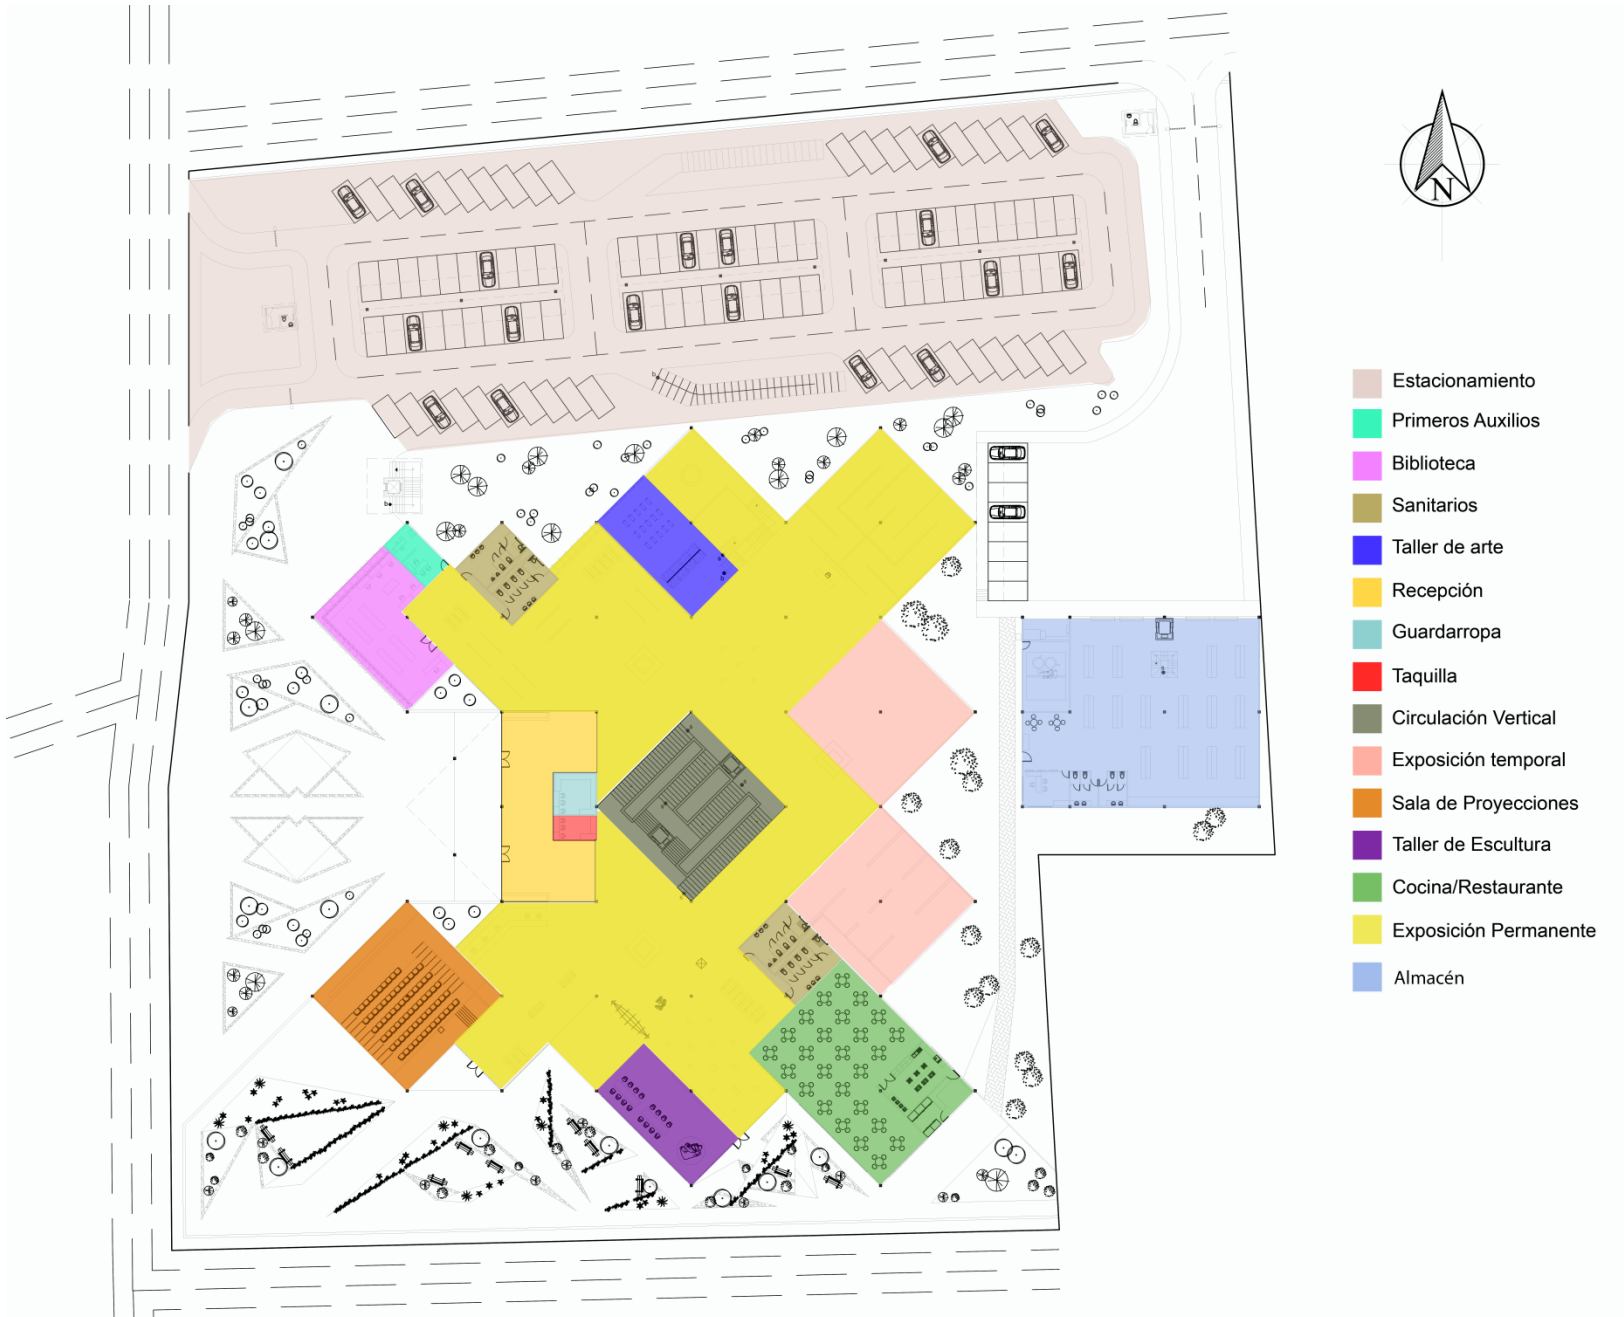 N
Estacionamiento
Primeros Auxilios
Biblioteca
Sanitarios
Taller de arte
Recepción
Guardarropa
Taquilla
Circulación Vertical
Exposición temporal
Sala de Proyecciones
Taller de Escultura
Cocina/Restaurante
Exposición Permanente
Almacén